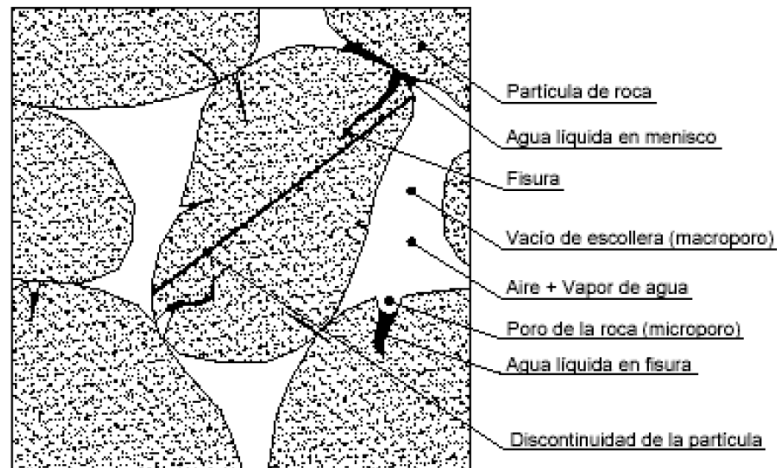 Partícula de roca
Agua líquida en menisco
Fisura
Vacío de escollera (macroporo)
Aire + Vapor de agua
Poro de la roca (microporo)
Agua líquida en fisura
Discontinuidad de la partícula